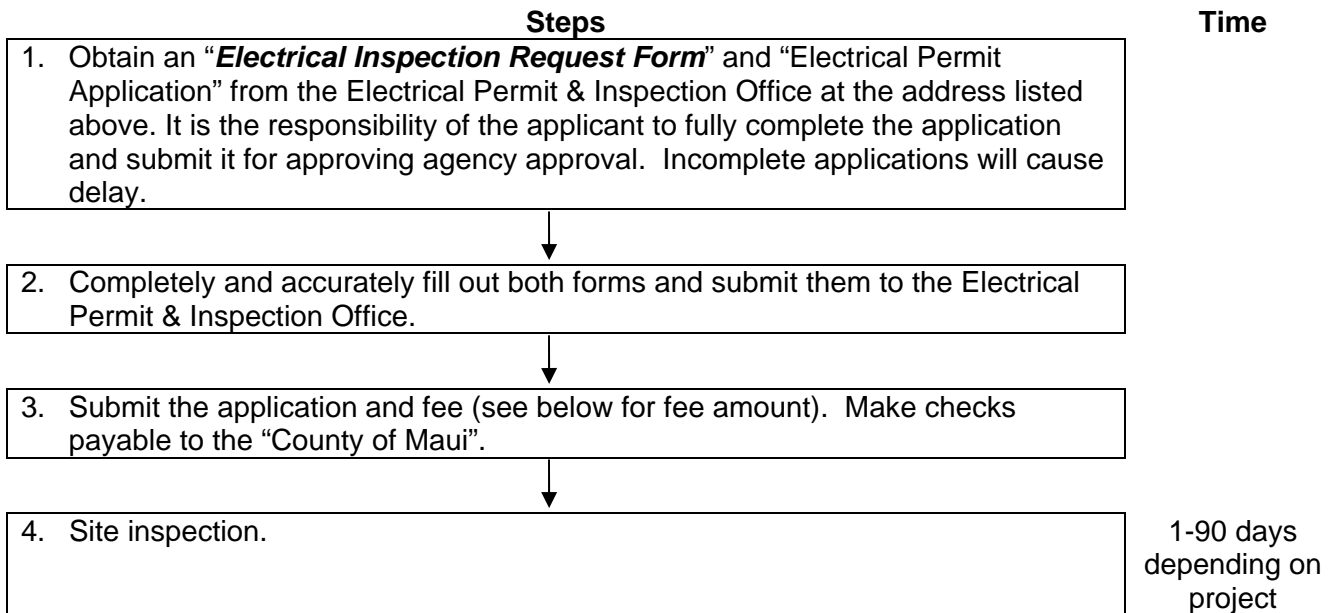 Steps Time
1. Obtain an “Electrical Inspection Request Form” and “Electrical Permit
Application” from the Electrical Permit & Inspection Office at the address listed
above. It is the responsibility of the applicant to fully complete the application
and submit it for approving agency approval. Incomplete applications will cause
delay.
2. Completely and accurately fill out both forms and submit them to the Electrical
Permit & Inspection Office.
3. Submit the application and fee (see below for fee amount). Make checks
payable to the “County of Maui”.
4. Site inspection.
1-90 days
depending on
project